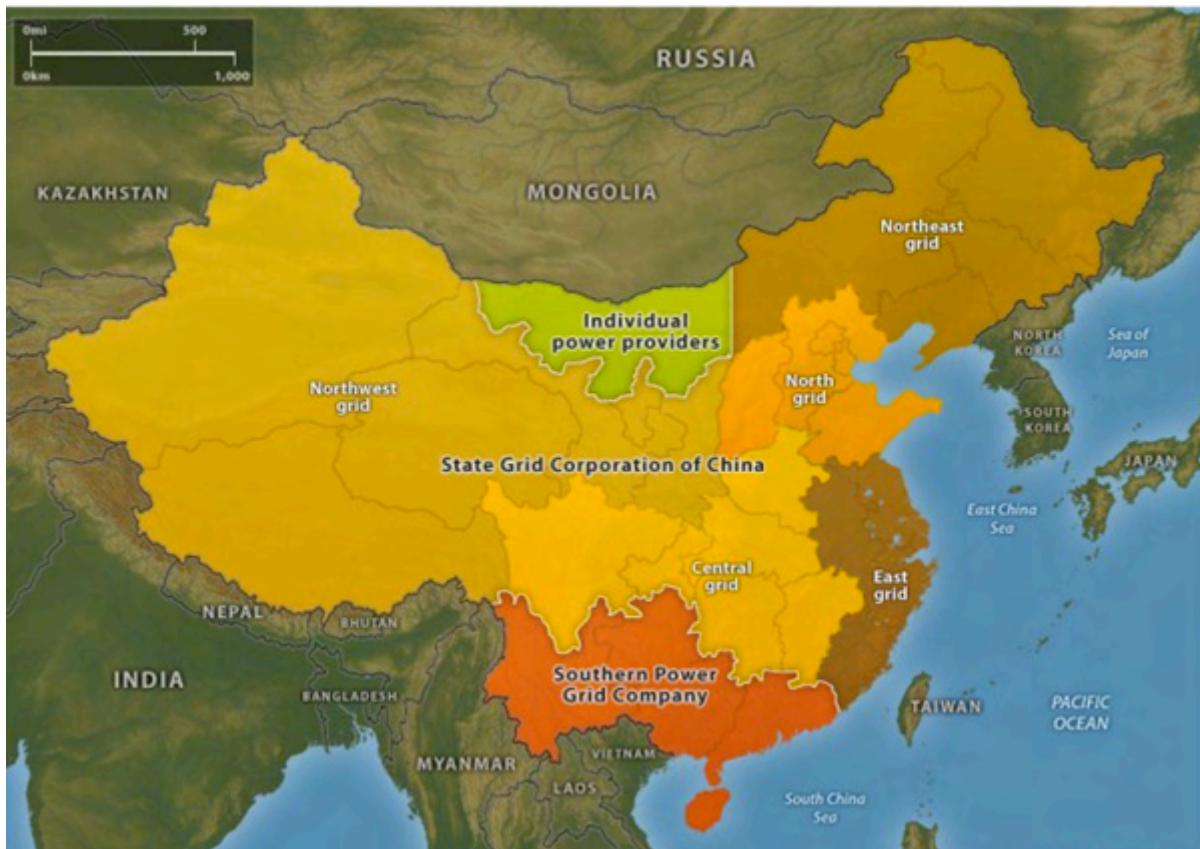 0mi 500
0km 1,000
RUSSIA
KAZAKHSTAN
MONGOLIA
Northeast
grid
Individual
power providers
NORTH
KOREA
Sea of
Japan
Northwest
grid
North
grid
SOUTH
KOREA
State Grid Corporation of China
JAPAN
East China
Sea
Central
grid
East
grid
NEPAL
BHUTAN
INDIA
Southern Power
Grid Company
BANGLADESH
TAIWAN
PACIFIC
OCEAN
MYANMAR
VIETNAM
LAOS
South China
Sea